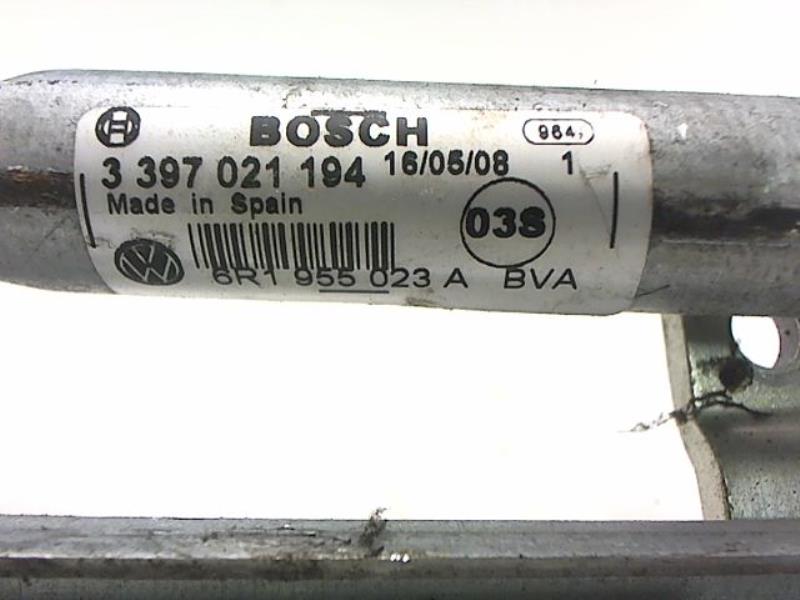 BOSCH
984,
3 397 021 194 16/05/08 1
Made in Spain
03S
6R1 955 023 A BVA